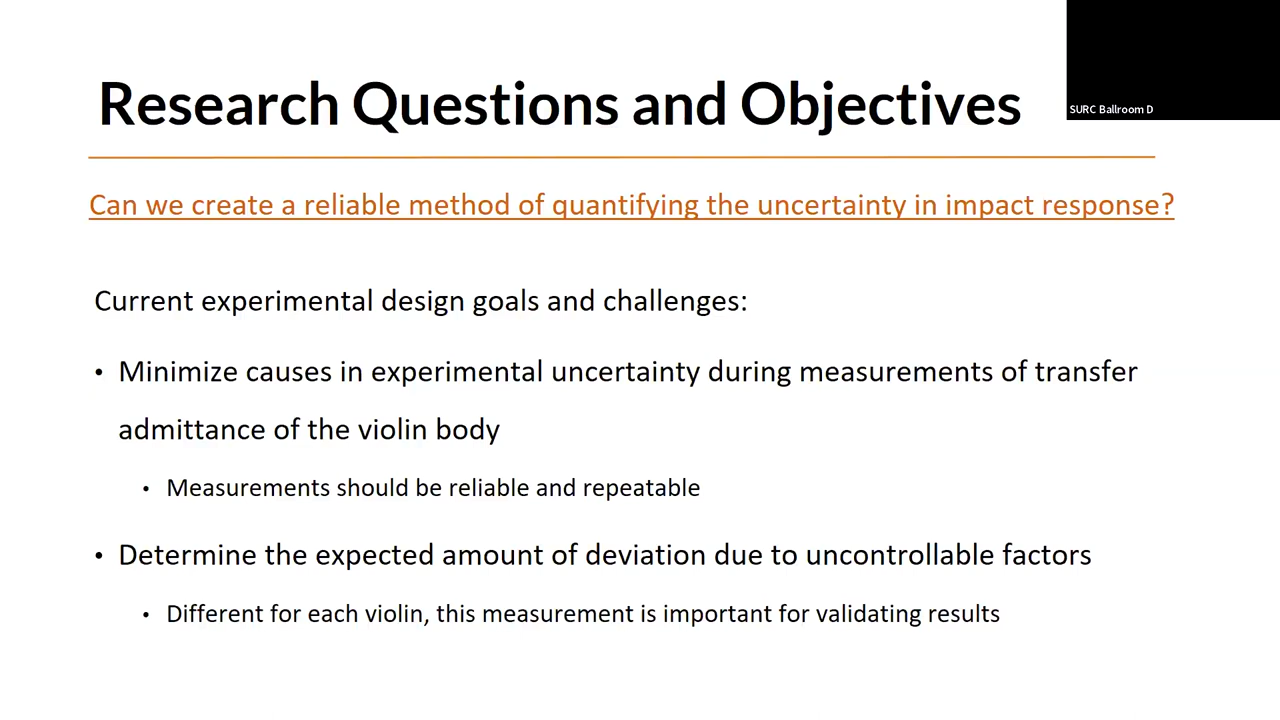 Research Questions and Objectives
SURC Ballroom D
Can we create a reliable method of quantifying the uncertainty in impact response?
Current experimental design goals and challenges:
• Minimize causes in experimental uncertainty during measurements of transfer
admittance of the violin body
• Measurements should be reliable and repeatable
• Determine the expected amount of deviation due to uncontrollable factors
• Different for each violin, this measurement is important for validating results